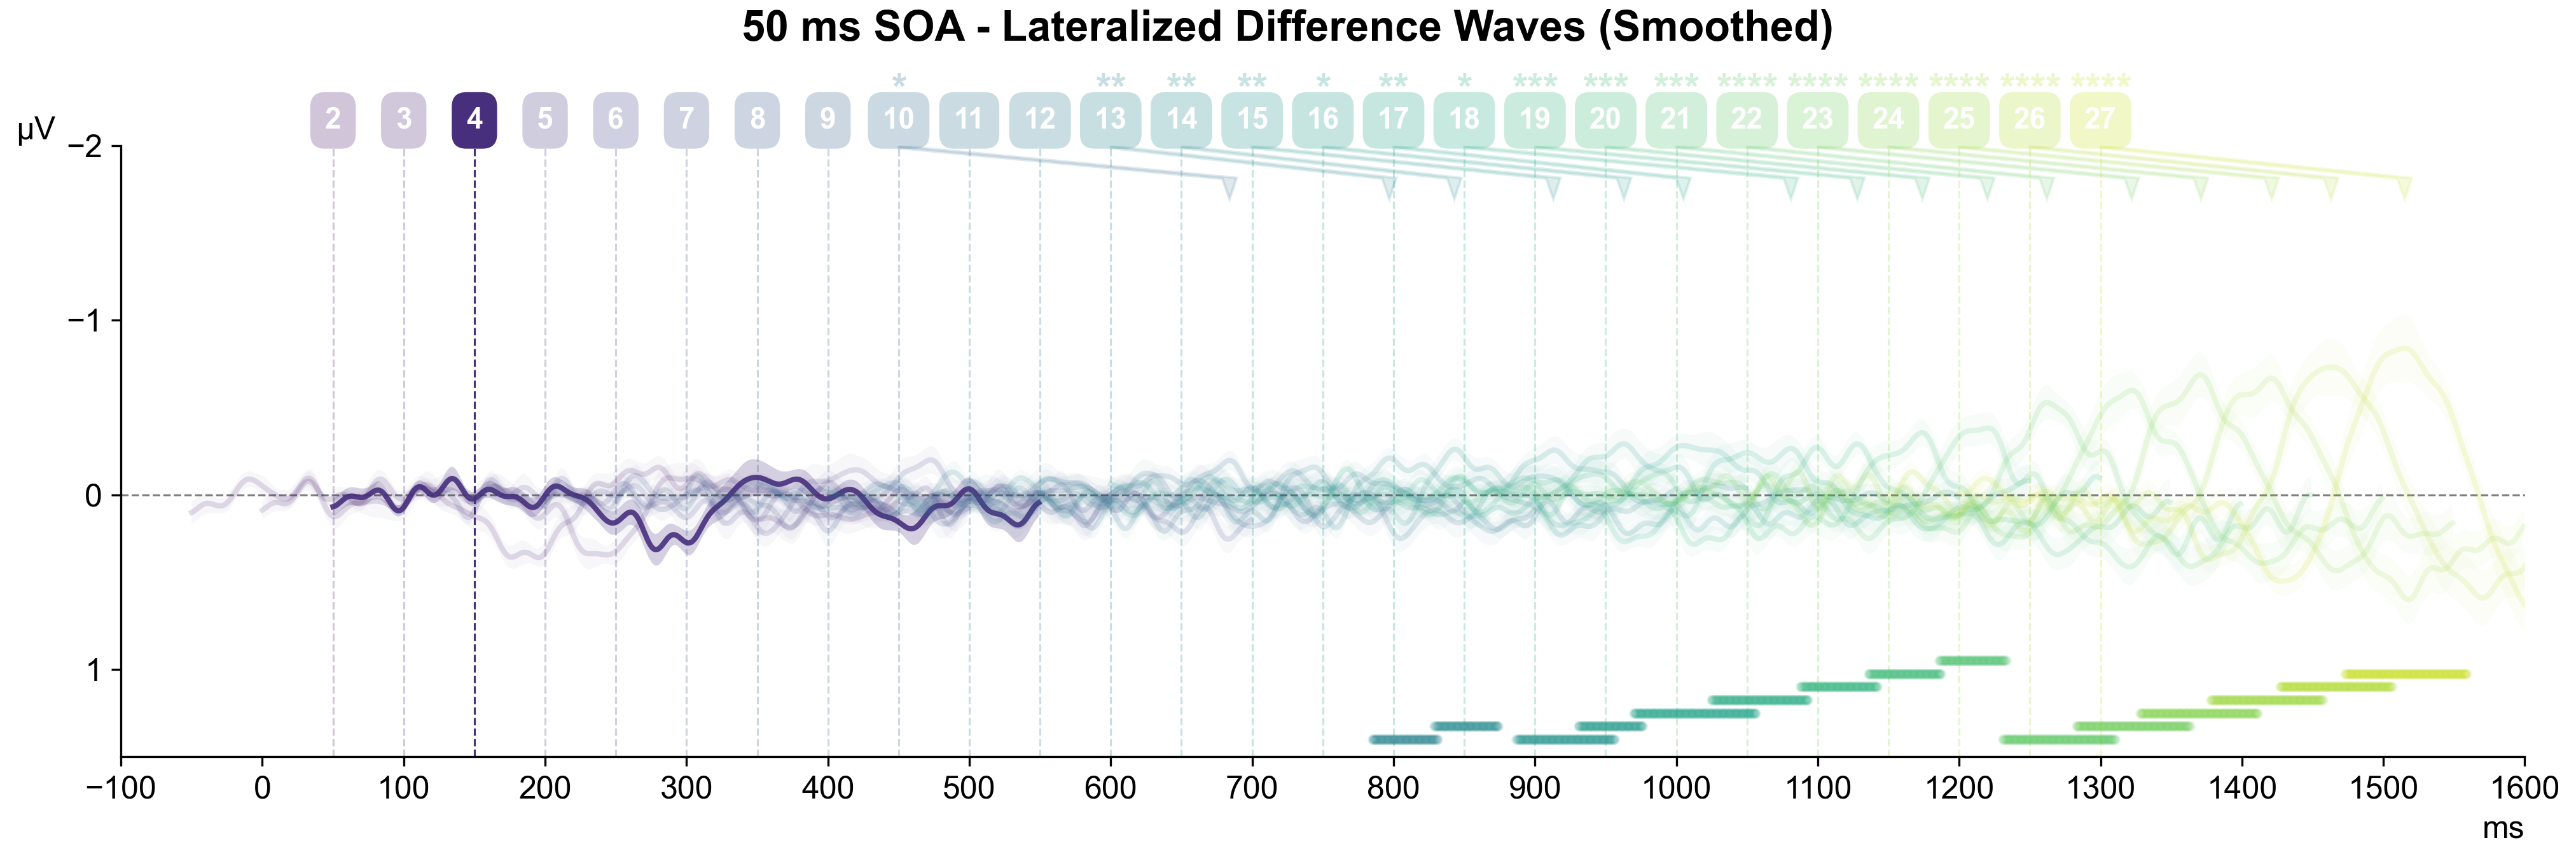 50 ms SOA - Lateralized Difference Waves (Smoothed)
* ** ** ** * ** * *** *** *** **** **** **** **** **** ****
2 3 4 5 6 7 8 9 10 11 12 13 14 15 16 17 18 19 20 21 22 23 24 25 26 27
µV
−2
−1
0
1
−100 0 100 200 300 400 500 600 700 800 900 1000 1100 1200 1300 1400 1500 1600
ms